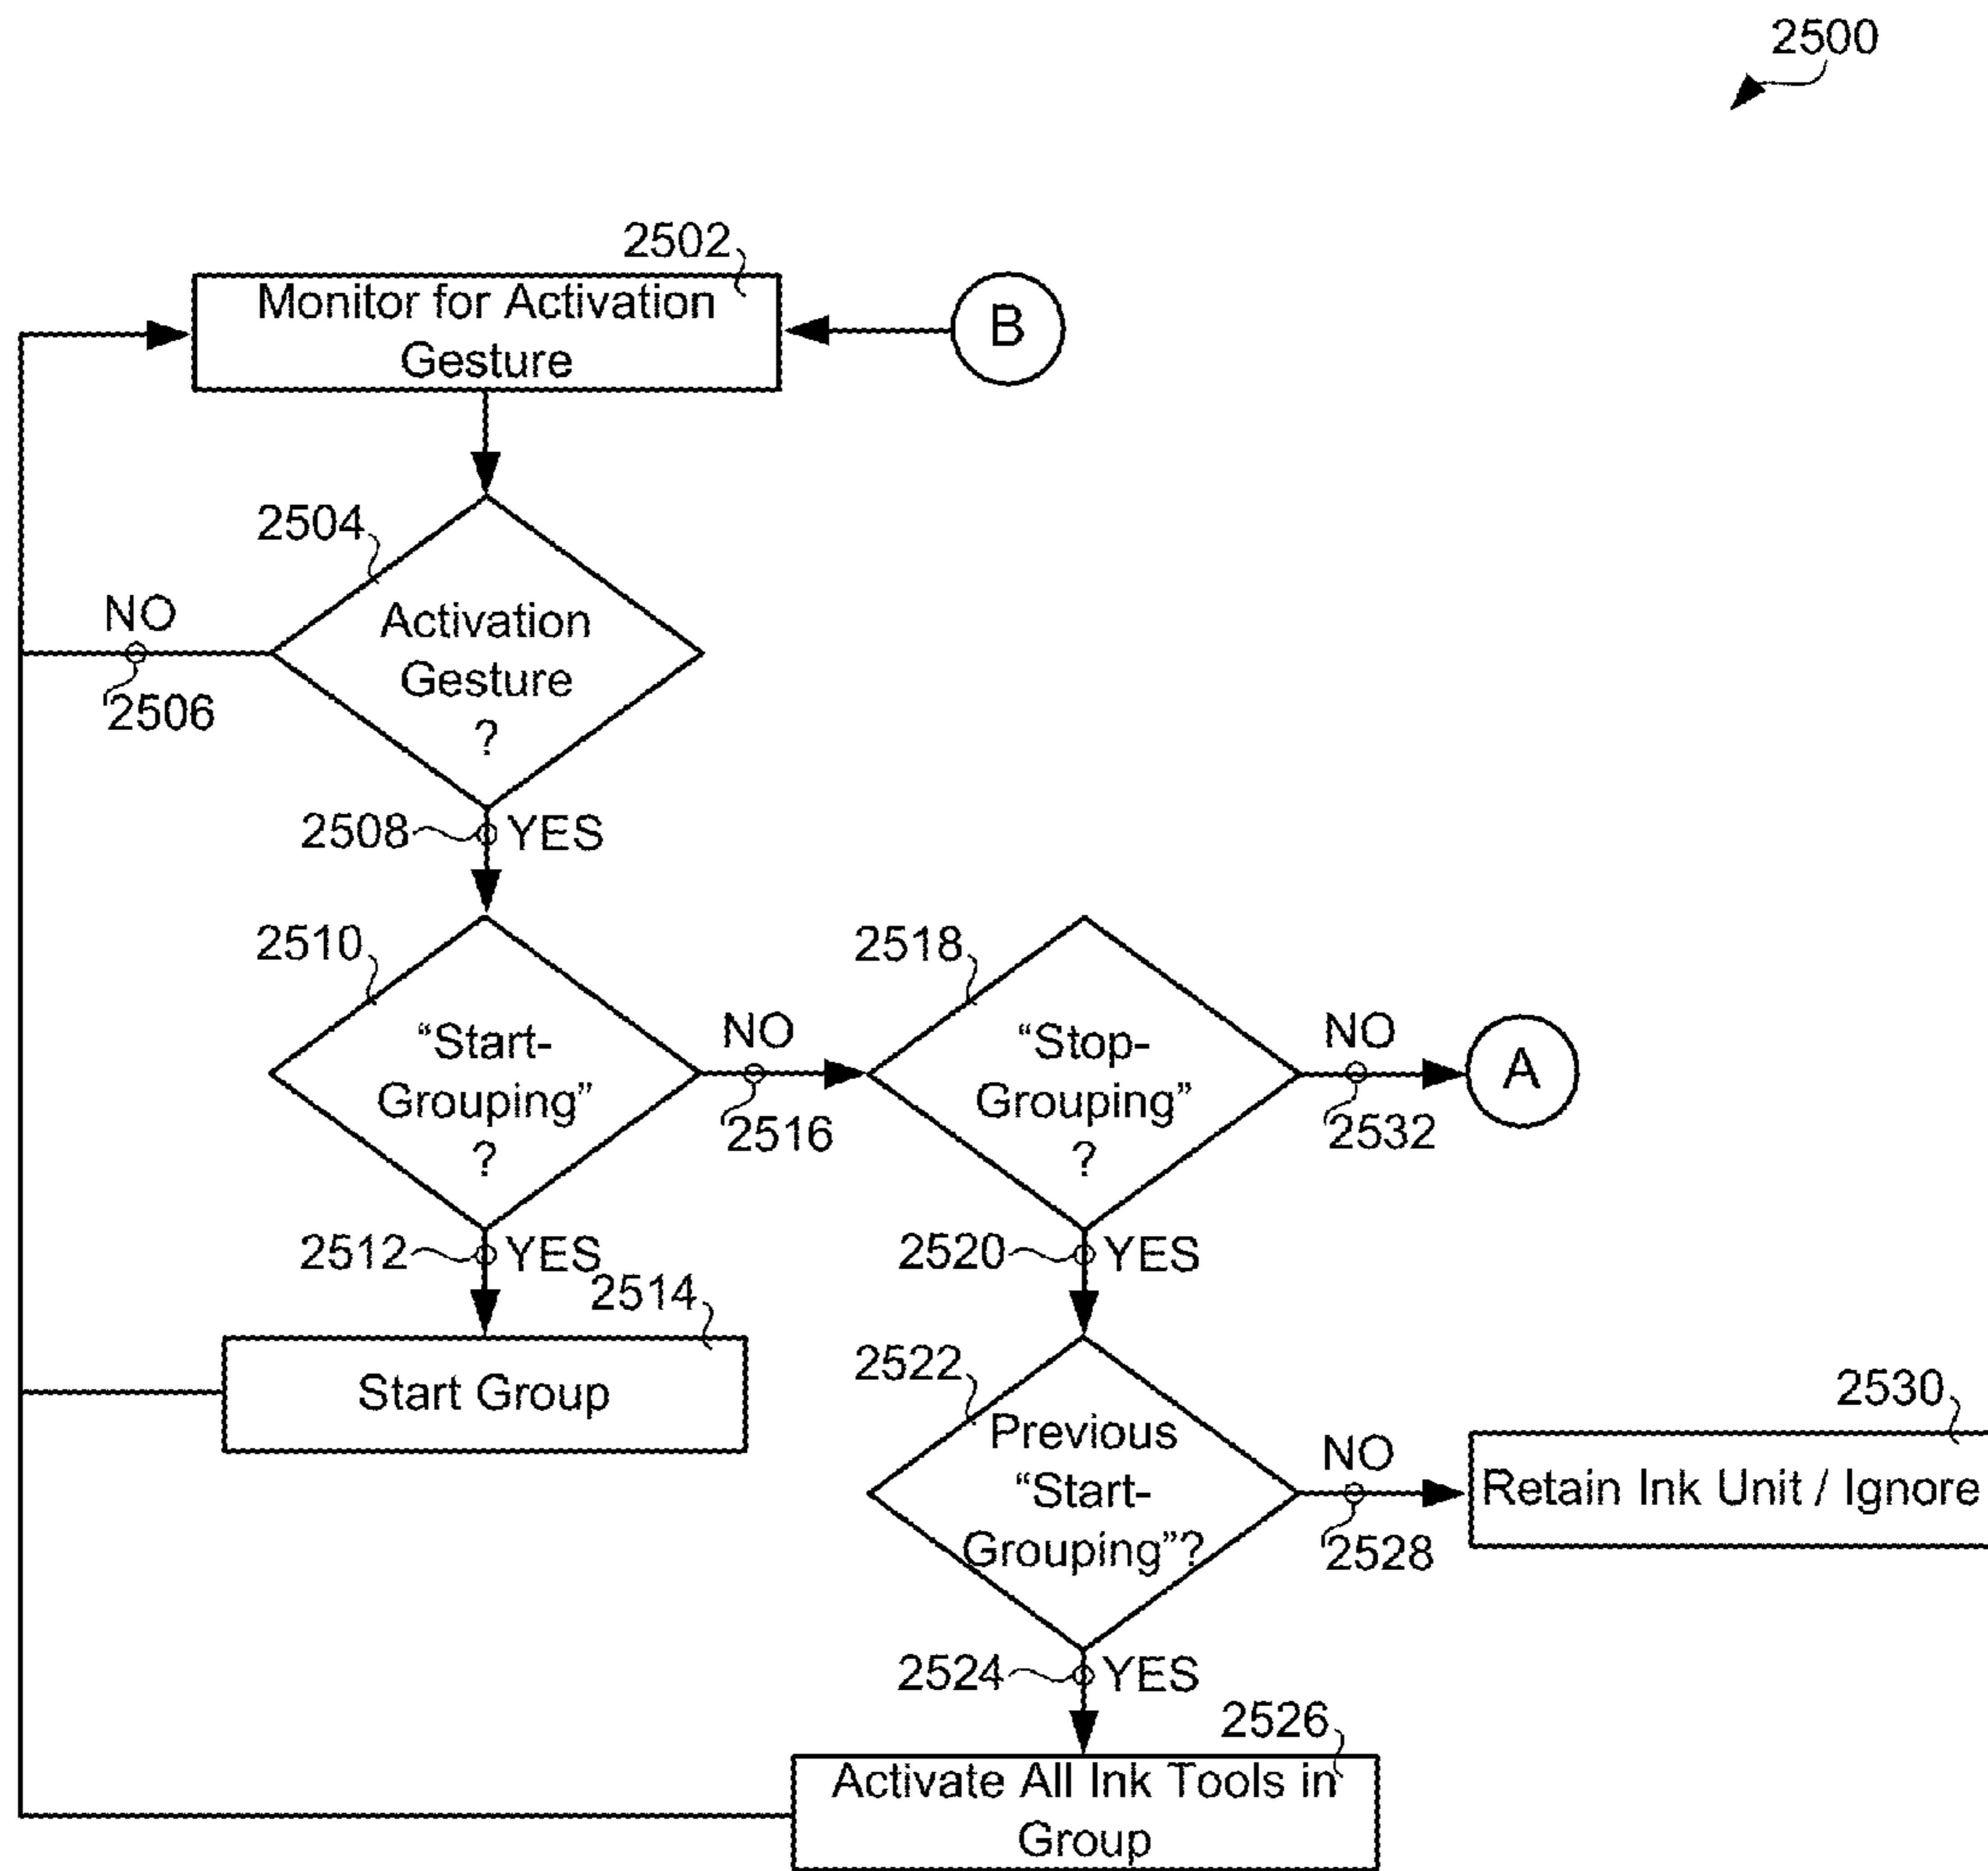 2500
2502
Monitor for Activation
Gesture
B
2504
Activation
Gesture
?
NO
2506
2508
YES
2510
"Start-
Grouping"
?
NO
2516
2518
“Stop-
Grouping”
?
NO
2532
A
2512
YES
2514
Start Group
2520
YES
2522
Previous
“Start-
Grouping”?
NO
2528
2530
Retain Ink Unit / Ignore
2524
YES
2526
Activate All Ink Tools in
Group